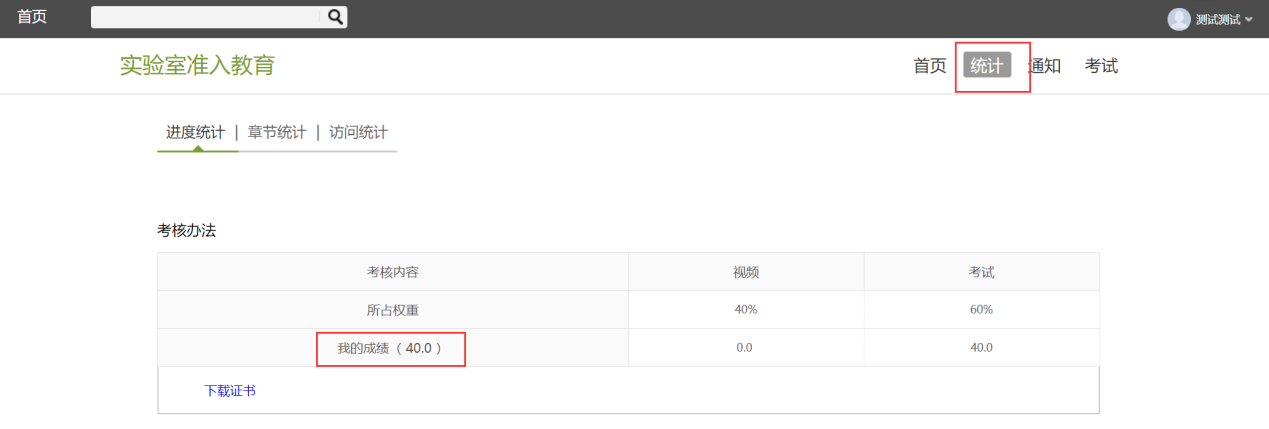 首页 测试测试
实验室准入教育 首页 统计 通知 考试
进度统计 | 章节统计 | 访问统计
考核办法
考核内容 视频 考试
所占权重 40% 60%
我的成绩（ 40.0 ） 0.0 40.0
下载证书